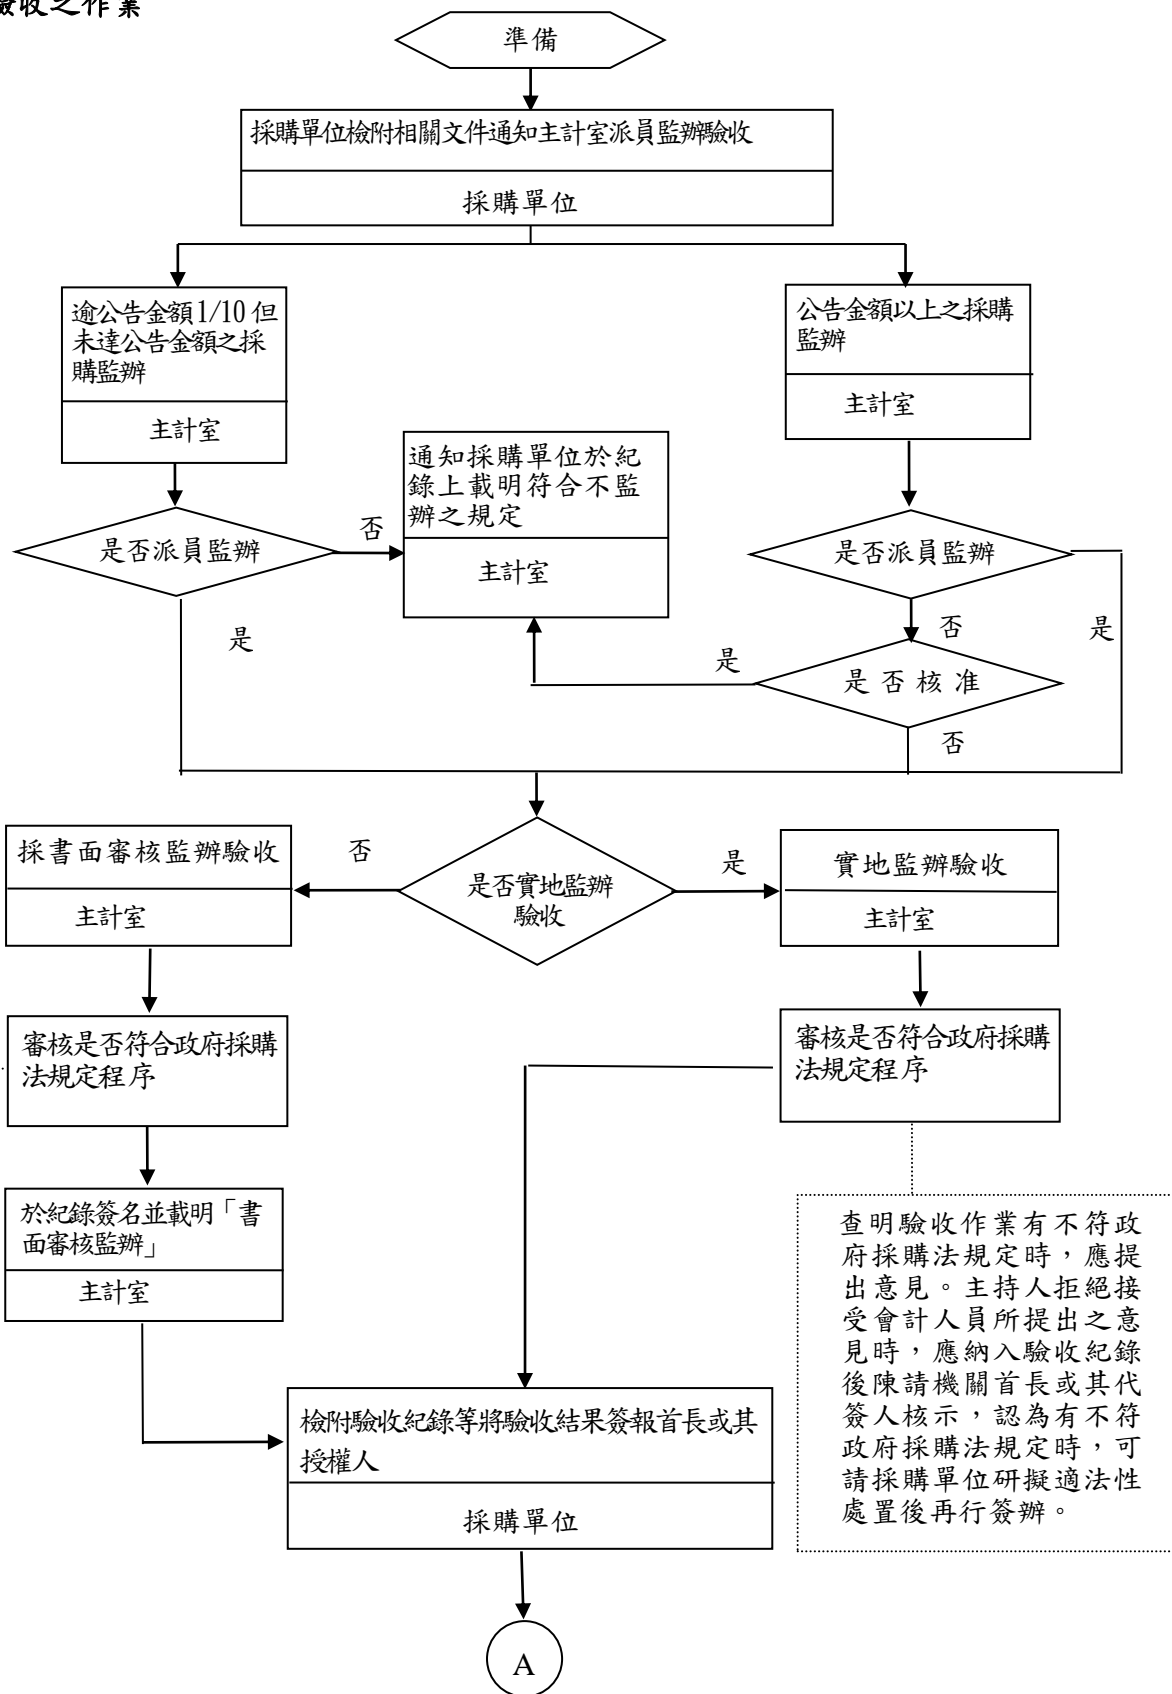 驗收之作業
準備
採購單位檢附相關文件通知主計室派員監辦驗收
採購單位
逾公告金額1/10但
未達公告金額之採
購監辦
主計室
公告金額以上之採購
監辦
主計室
通知採購單位於紀
錄上載明符合不監
辦之規定
主計室
是否派員監辦
否
是
是否派員監辦
否
是
是否核准
是
否
是否實地監辦
驗收
否
是
採書面審核監辦驗收
主計室
實地監辦驗收
主計室
審核是否符合政府採購
法規定程序
審核是否符合政府採購
法規定程序
於紀錄簽名並載明「書
面審核監辦」
主計室
查明驗收作業有不符政
府採購法規定時，應提
出意見。主持人拒絕接
受會計人員所提出之意
見時，應納入驗收紀錄
後陳請機關首長或其代
簽人核示，認為有不符
政府採購法規定時，可
請採購單位研擬適法性
處置後再行簽辦。
檢附驗收紀錄等將驗收結果簽報首長或其
授權人
採購單位
A